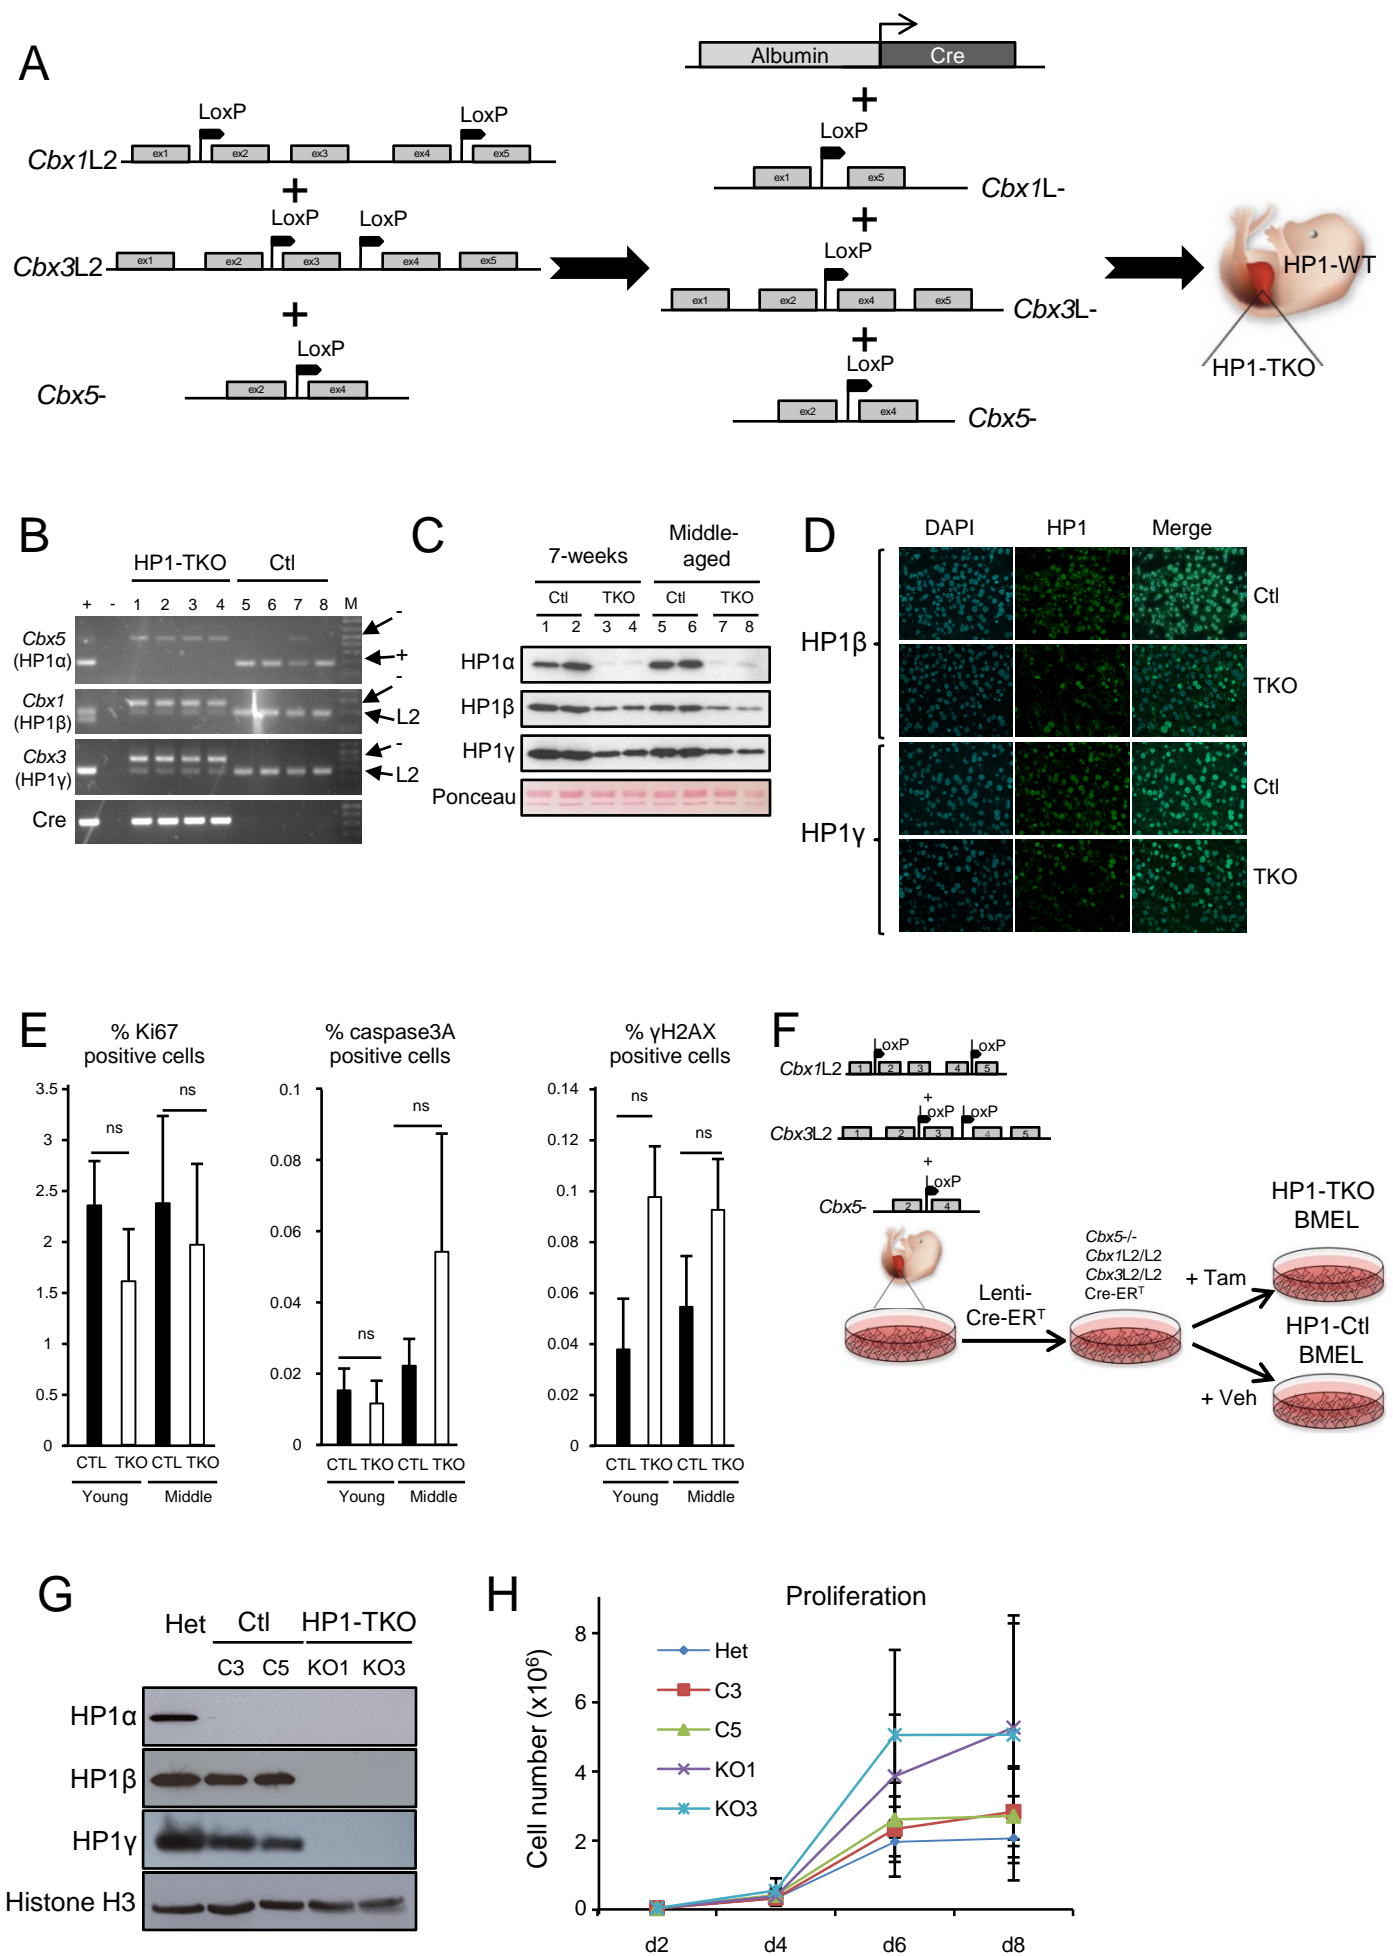 A
LoxP
LoxP
Cbx1L2
ex1
ex2
ex3
ex4
ex5
+
LoxP
LoxP
Cbx3L2
ex1
ex2
ex3
ex4
ex5
+
LoxP
Cbx5-
ex2
ex4
Albumin
Cre
+
LoxP
ex1
ex5
Cbx1L-
+
LoxP
ex1
ex2
ex4
ex5
Cbx3L-
+
LoxP
ex2
ex4
Cbx5-
HP1-WT
HP1-TKO
B
HP1-TKO
Ctl
+ - 1 2 3 4 5 6 7 8 M
Cbx5
(HP1α)
-
+
Cbx1
(HP1β)
-
L2
Cbx3
(HP1γ)
-
L2
Cre
C
7-weeks
Middle-
aged
Ctl TKO Ctl TKO
1 2 3 4 5 6 7 8
HP1α
HP1β
HP1γ
Ponceau
D
DAPI HP1 Merge
HP1β
Ctl
TKO
HP1γ
Ctl
TKO
E
% Ki67
positive cells
3.5
3
2.5
2
1.5
1
0.5
0
ns
ns
CTL TKO CTL TKO
Young Middle
% caspase3A
positive cells
0.1
0.08
0.06
0.04
0.02
0
ns
ns
CTL TKO CTL TKO
Young Middle
% γH2AX
positive cells
0.14
0.12
0.1
0.08
0.06
0.04
0.02
0
ns
ns
CTL TKO CTL TKO
Young Middle
F
LoxP
LoxP
Cbx1L2
1 2 3 4 5
+
LoxP
LoxP
Cbx3L2
1 2 3 4 5
+
LoxP
Cbx5-
2 4
Lenti-
Cre-ERT
Cbx5-/-
Cbx1L2/L2
Cbx3L2/L2
Cre-ERT
+ Tam
+ Veh
HP1-TKO
BMEL
HP1-Ctl
BMEL
G
Het Ctl HP1-TKO
C3 C5 KO1 KO3
HP1α
HP1β
HP1γ
Histone H3
H
Proliferation
Cell number (x10⁶)
8
6
4
2
0
Het
C3
C5
KO1
KO3
d2 d4 d6 d8